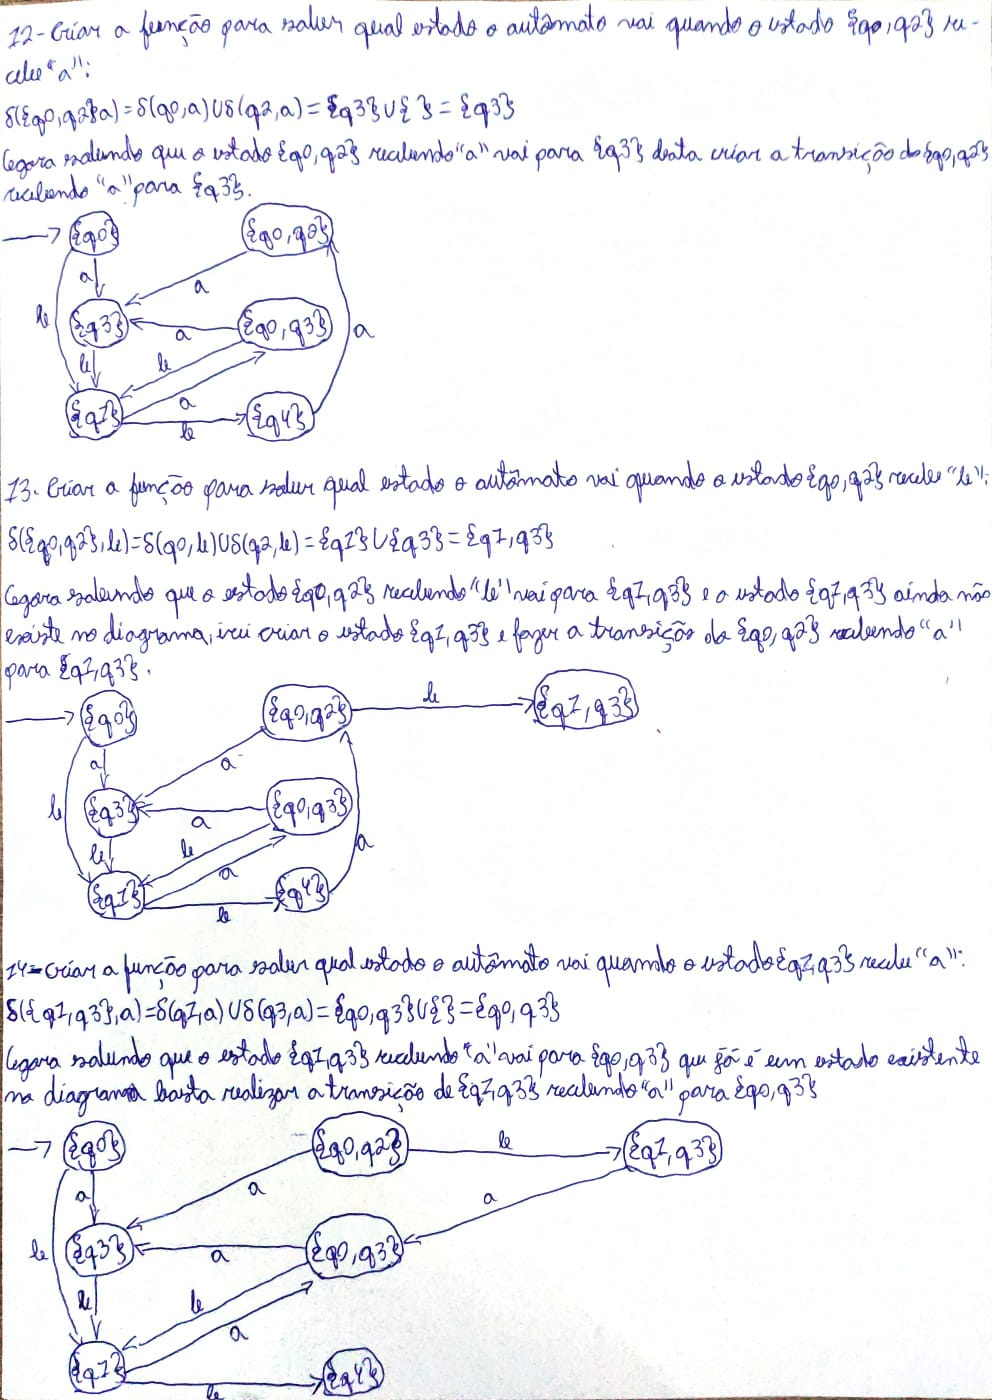 12- Criar a função para saber qual estado o autômato vai quando o estado {q0,q2} re-
cebe "a":
δ({q0,q2}a)=δ(q0,a)∪δ(q2,a)={q3}∪{ }={q3}
Agora sabendo que o estado {q0,q2} recebendo "a" vai para {q3} basta criar a transição do {q0,q2}
recebendo "a" para {q3}.
{q0} {q0,q2}
a a
b {q3} a {q0,q3} a
b b
a
{q1} b {q4}
13- Criar a função para saber qual estado o autômato vai quando o estado {q0,q2} recebe "b":
δ({q0,q2},b)=δ(q0,b)∪δ(q2,b)={q1}∪{q3}={q1,q3}
Agora sabendo que o estado {q0,q2} recebendo "b" vai para {q1,q3} e o estado {q1,q3} ainda não
existe no diagrama, irei criar o estado {q1,q3} e fazer a transição da {q0,q2} recebendo "a"
para {q1,q3}.
{q0} {q0,q2} b {q1,q3}
a a
b {q3} a {q0,q3}
b b a
a
{q1} b {q4}
14- Criar a função para saber qual estado o autômato vai quando o estado {q1,q3} recebe "a":
δ({q1,q3},a)=δ(q1,a)∪δ(q3,a)={q0,q3}∪{}={q0,q3}
Agora sabendo que o estado {q1,q3} recebendo "a" vai para {q0,q3} que já é um estado existente
na diagrama basta realizar a transição de {q1,q3} recebendo "a" para {q0,q3}
{q0} {q0,q2} b {q1,q3}
a a a
b {q3} a {q0,q3}
b b
a
{q1} b {q4}